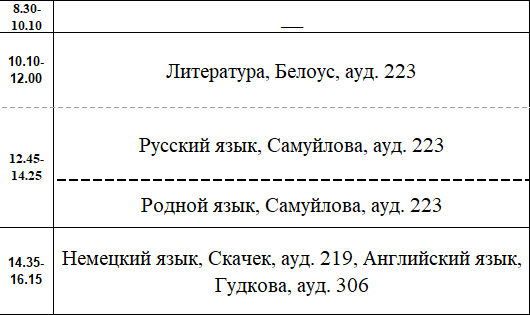 8.30-
10.10
—
10.10-
12.00
Литература, Белоус, ауд. 223
12.45-
14.25
Русский язык, Самуйлова, ауд. 223
Родной язык, Самуйлова, ауд. 223
14.35-
16.15
Немецкий язык, Скачек, ауд. 219, Английский язык,
Гудкова, ауд. 306